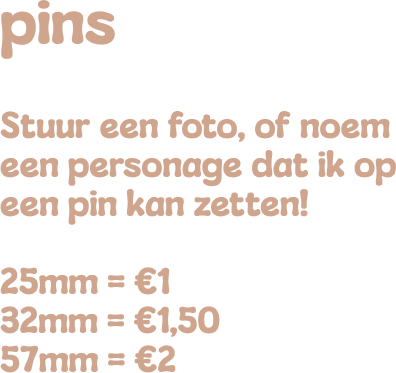 pins
Stuur een foto, of noem
een personage dat ik op
een pin kan zetten!
25mm = €1
32mm = €1,50
57mm = €2